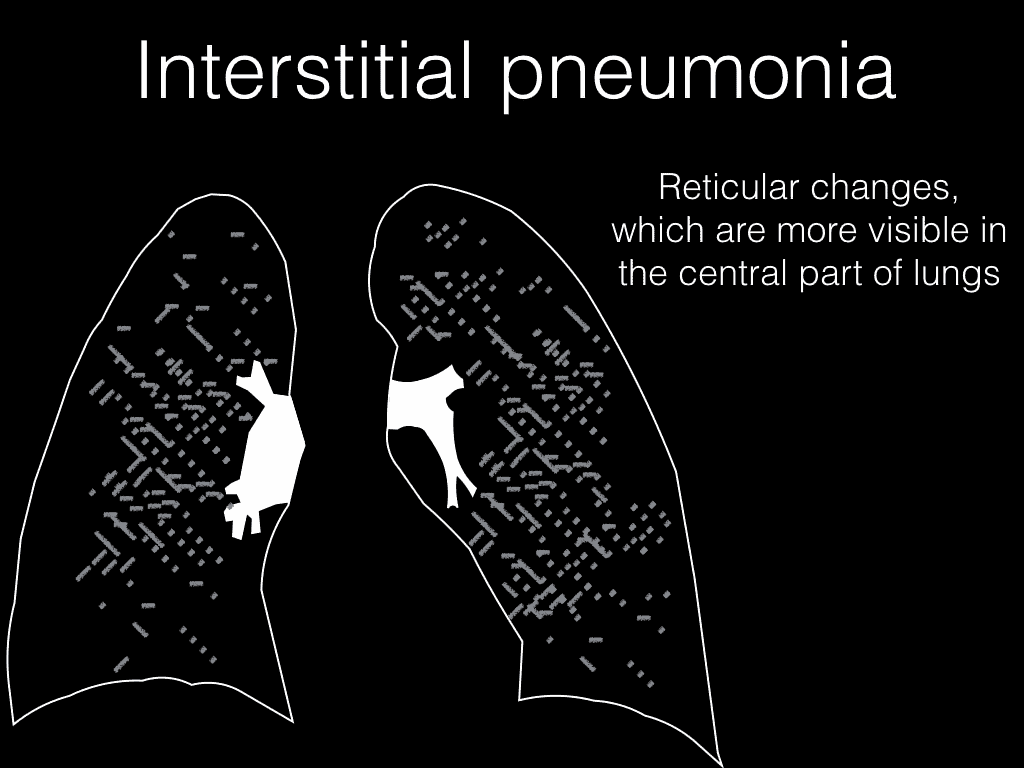 Interstitial pneumonia
Reticular changes,
which are more visible in
the central part of lungs